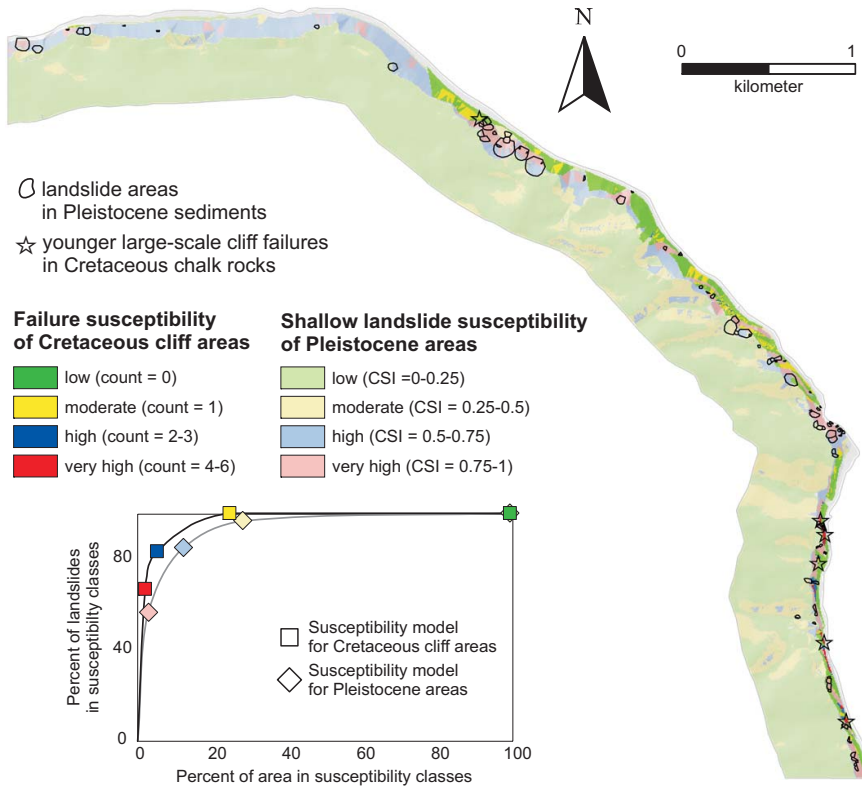 N
0 1
kilometer
landslide areas
in Pleistocene sediments
younger large-scale cliff failures
in Cretaceous chalk rocks
Failure susceptibility
of Cretaceous cliff areas
low (count = 0)
moderate (count = 1)
high (count = 2-3)
very high (count = 4-6)
Shallow landslide susceptibility
of Pleistocene areas
low (CSI =0-0.25)
moderate (CSI = 0.25-0.5)
high (CSI = 0.5-0.75)
very high (CSI = 0.75-1)
Percent of landslides
in susceptibilty classes
80
40
0
Susceptibility model
for Cretaceous cliff areas
Susceptibility model
for Pleistocene areas
0 20 40 60 80 100
Percent of area in susceptibility classes